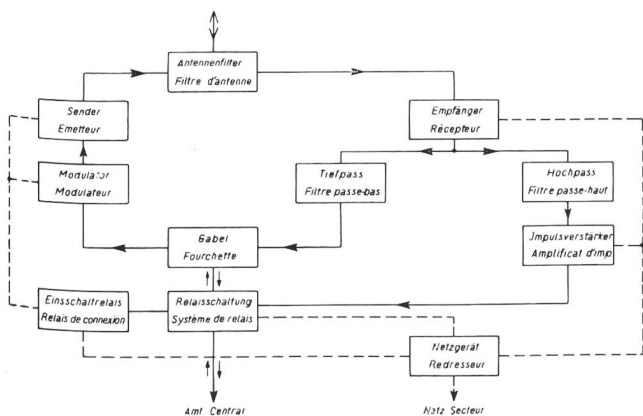 Antennenfilter
Filtre d'antenne
Sender
Emetteur
Empfänger
Récepteur
Modulator
Modulateur
Tiefpass
Filtre passe-bas
Hochpass
Filtre passe-haut
Gabel
Fourchette
Impulsverstärker
Amplificat d'imp.
Einsschaltrelais
Relais de connexion
Relaisschaltung
Système de relais
Netzgerät
Redresseur
Amt Central
Netz Secteur